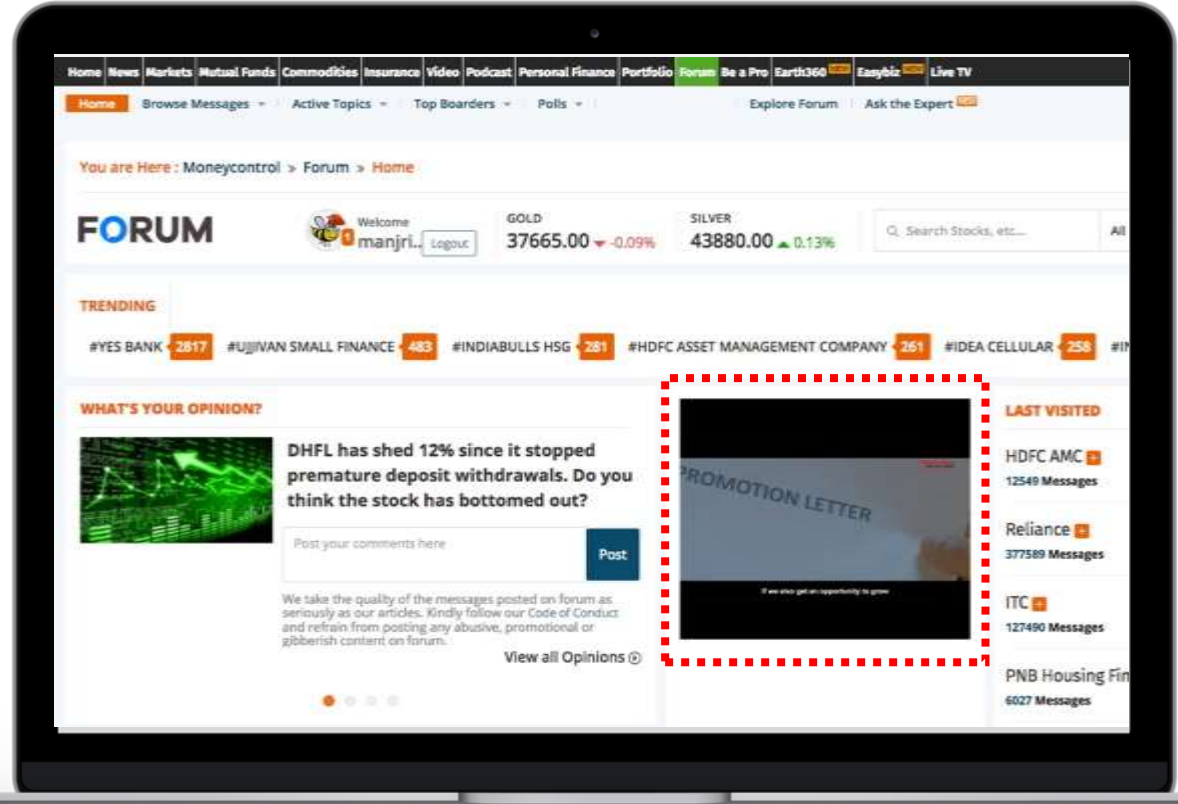 Home News Markets Mutual Funds Commodities Insurance Video Podcast Personal Finance Portfolio Forum Be a Pro Earth360 NEW Easybiz NEW Live TV
Home Browse Messages Active Topics Top Boarders Polls Explore Forum Ask the Expert
You are Here : Moneycontrol » Forum » Home
FORUM
Welcome
1 manjri.. Logout
GOLD
37665.00 -0.09%
SILVER
43880.00 0.13%
Search Stocks, etc... All
TRENDING
#YES BANK 2817 #UJJIVAN SMALL FINANCE 483 #INDIABULLS HSG 281 #HDFC ASSET MANAGEMENT COMPANY 261 #IDEA CELLULAR 258
WHAT'S YOUR OPINION?
DHFL has shed 12% since it stopped
premature deposit withdrawals. Do you
think the stock has bottomed out?
Post your comments here
Post
We take the quality of the messages posted on forum as
seriously as our articles. Kindly follow our Code of Conduct
and refrain from posting any abusive, promotional or
gibberish content on forum.
View all Opinions
PROMOTION LETTER
If we also get an opportunity to grow
LAST VISITED
HDFC AMC
12549 Messages
Reliance
377589 Messages
ITC
127490 Messages
PNB Housing Fin
6027 Messages